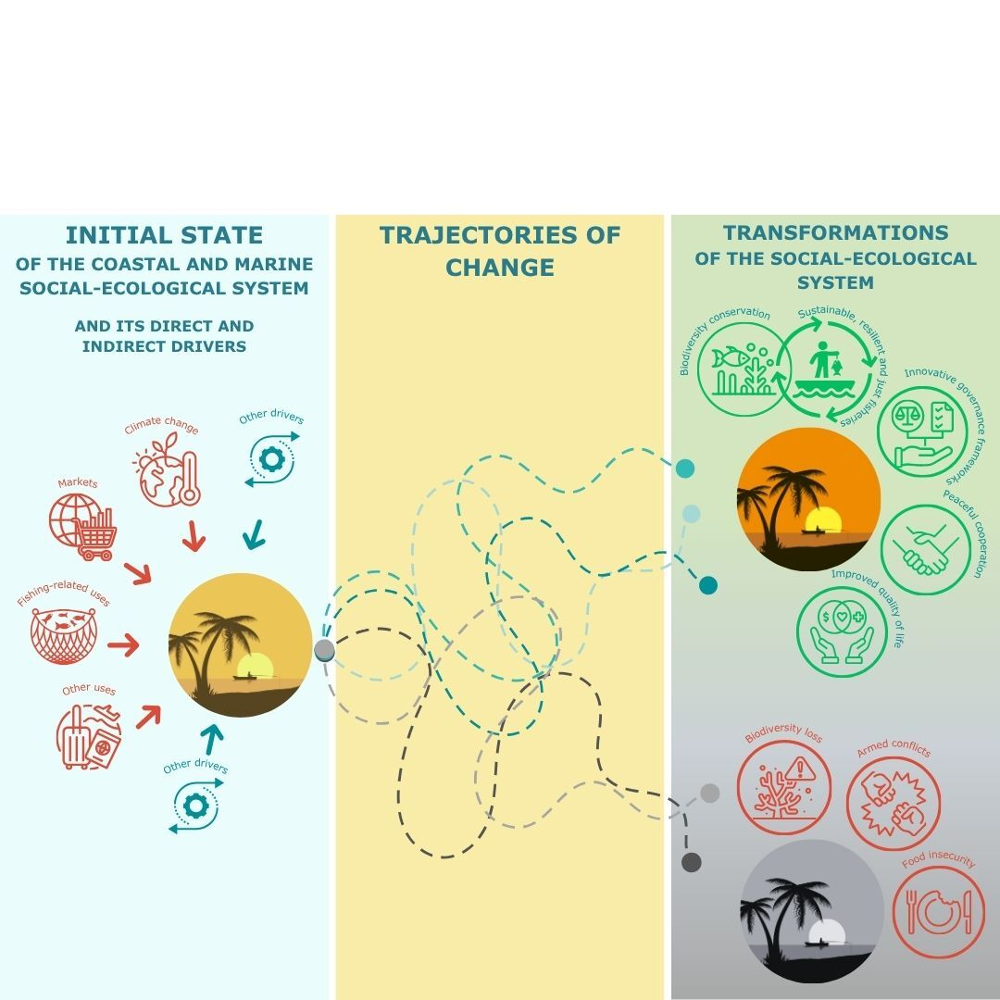 INITIAL STATE
OF THE COASTAL AND MARINE
SOCIAL-ECOLOGICAL SYSTEM
AND ITS DIRECT AND
INDIRECT DRIVERS
Climate change
Other drivers
Markets
Fishing-related uses
Other uses
Other drivers
TRAJECTORIES OF
CHANGE
TRANSFORMATIONS
OF THE SOCIAL-ECOLOGICAL
SYSTEM
Biodiversity conservation
Sustainable, resilient and just fisheries
Innovative governance frameworks
Peaceful cooperation
Improved quality of life
$
Biodiversity loss
Armed conflicts
Food insecurity